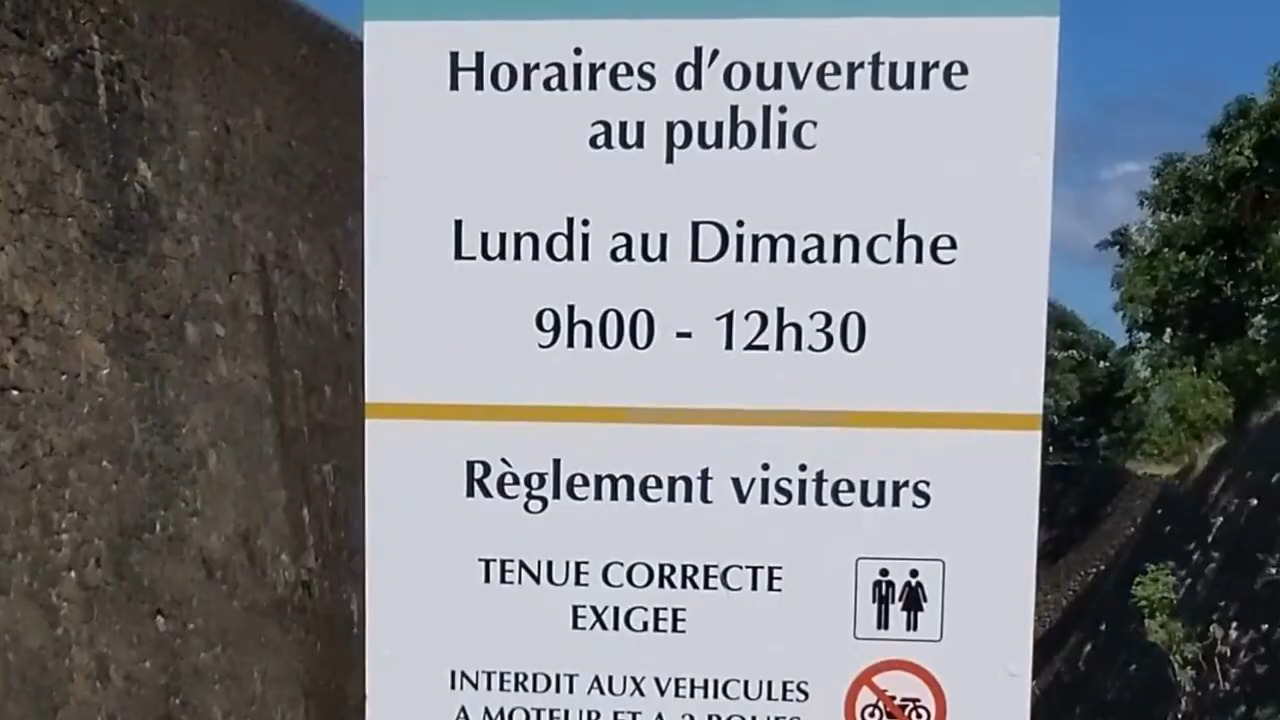 Horaires d'ouverture
au public
Lundi au Dimanche
9h00 - 12h30
Règlement visiteurs
TENUE CORRECTE
EXIGEE
INTERDIT AUX VEHICULES
A MOTEUR ET A 2 ROUES